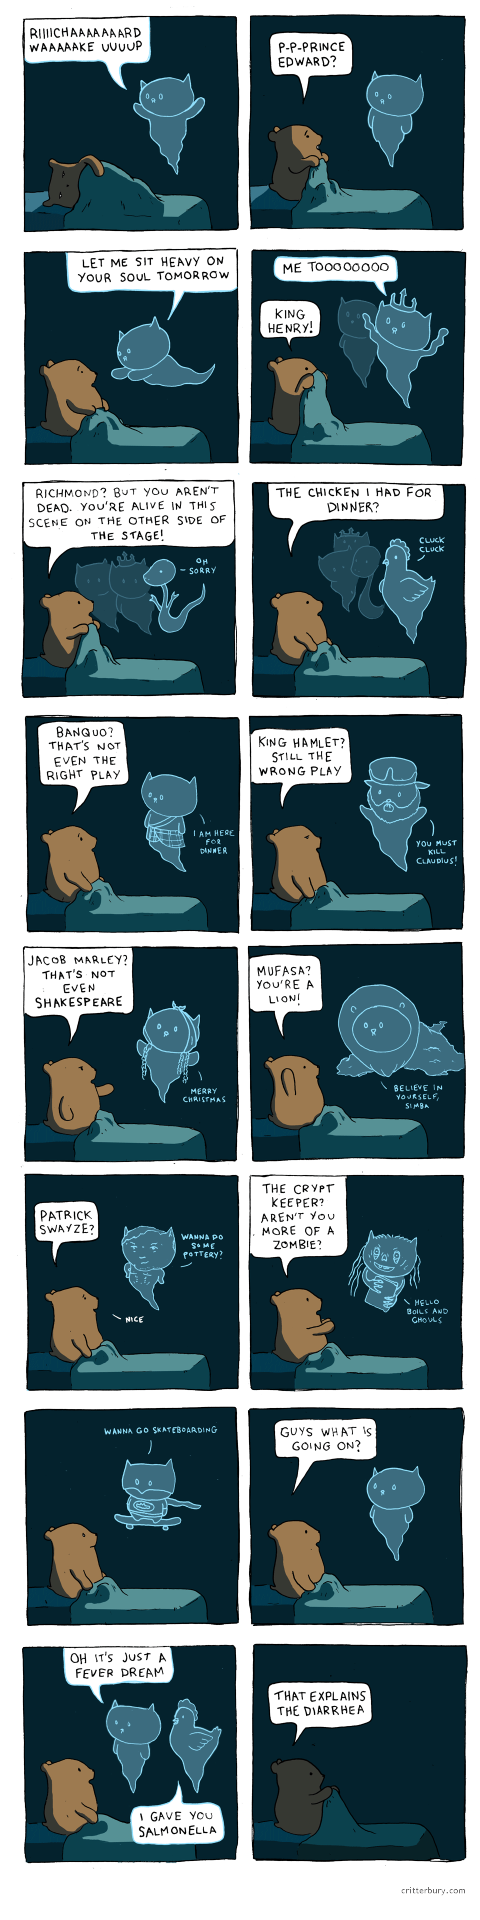 RIIIICHAAAAAAARD
WAAAAAKE UUUUP
P-P-PRINCE
EDWARD?
LET ME SIT HEAVY ON
YOUR SOUL TOMORROW
ME TOOOOOOOO
KING
HENRY!
RICHMOND? BUT YOU AREN'T
DEAD. YOU'RE ALIVE IN THIS
SCENE ON THE OTHER SIDE OF
THE STAGE!
OH
SORRY
THE CHICKEN I HAD FOR
DINNER?
CLUCK
CLUCK
BANQUO?
THAT'S NOT
EVEN THE
RIGHT PLAY
I AM HERE
FOR
DINNER
KING HAMLET?
STILL THE
WRONG PLAY
YOU MUST
KILL
CLAUDIUS!
JACOB MARLEY?
THAT'S NOT
EVEN
SHAKESPEARE
MERRY
CHRISTMAS
MUFASA?
YOU'RE A
LION!
BELIEVE IN
YOURSELF,
SIMBA
PATRICK
SWAYZE?
WANNA DO
SOME
POTTERY?
NICE
THE CRYPT
KEEPER?
AREN'T YOU
MORE OF A
ZOMBIE?
HELLO
BOILS AND
GHOULS
WANNA GO SKATEBOARDING
GUYS WHAT IS
GOING ON?
OH IT'S JUST A
FEVER DREAM
I GAVE YOU
SALMONELLA
THAT EXPLAINS
THE DIARRHEA
critterbury.com